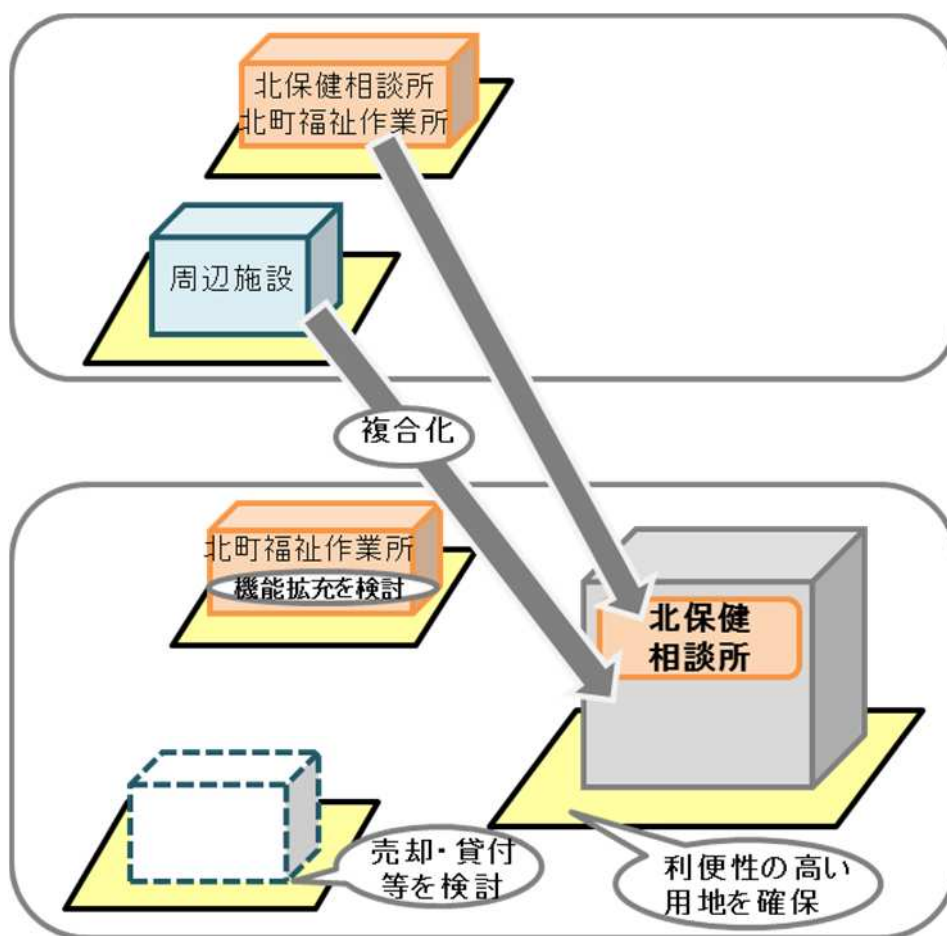 北保健相談所
北町福祉作業所
周辺施設
複合化
北町福祉作業所
機能拡充を検討
北保健
相談所
売却・貸付
等を検討
利便性の高い
用地を確保